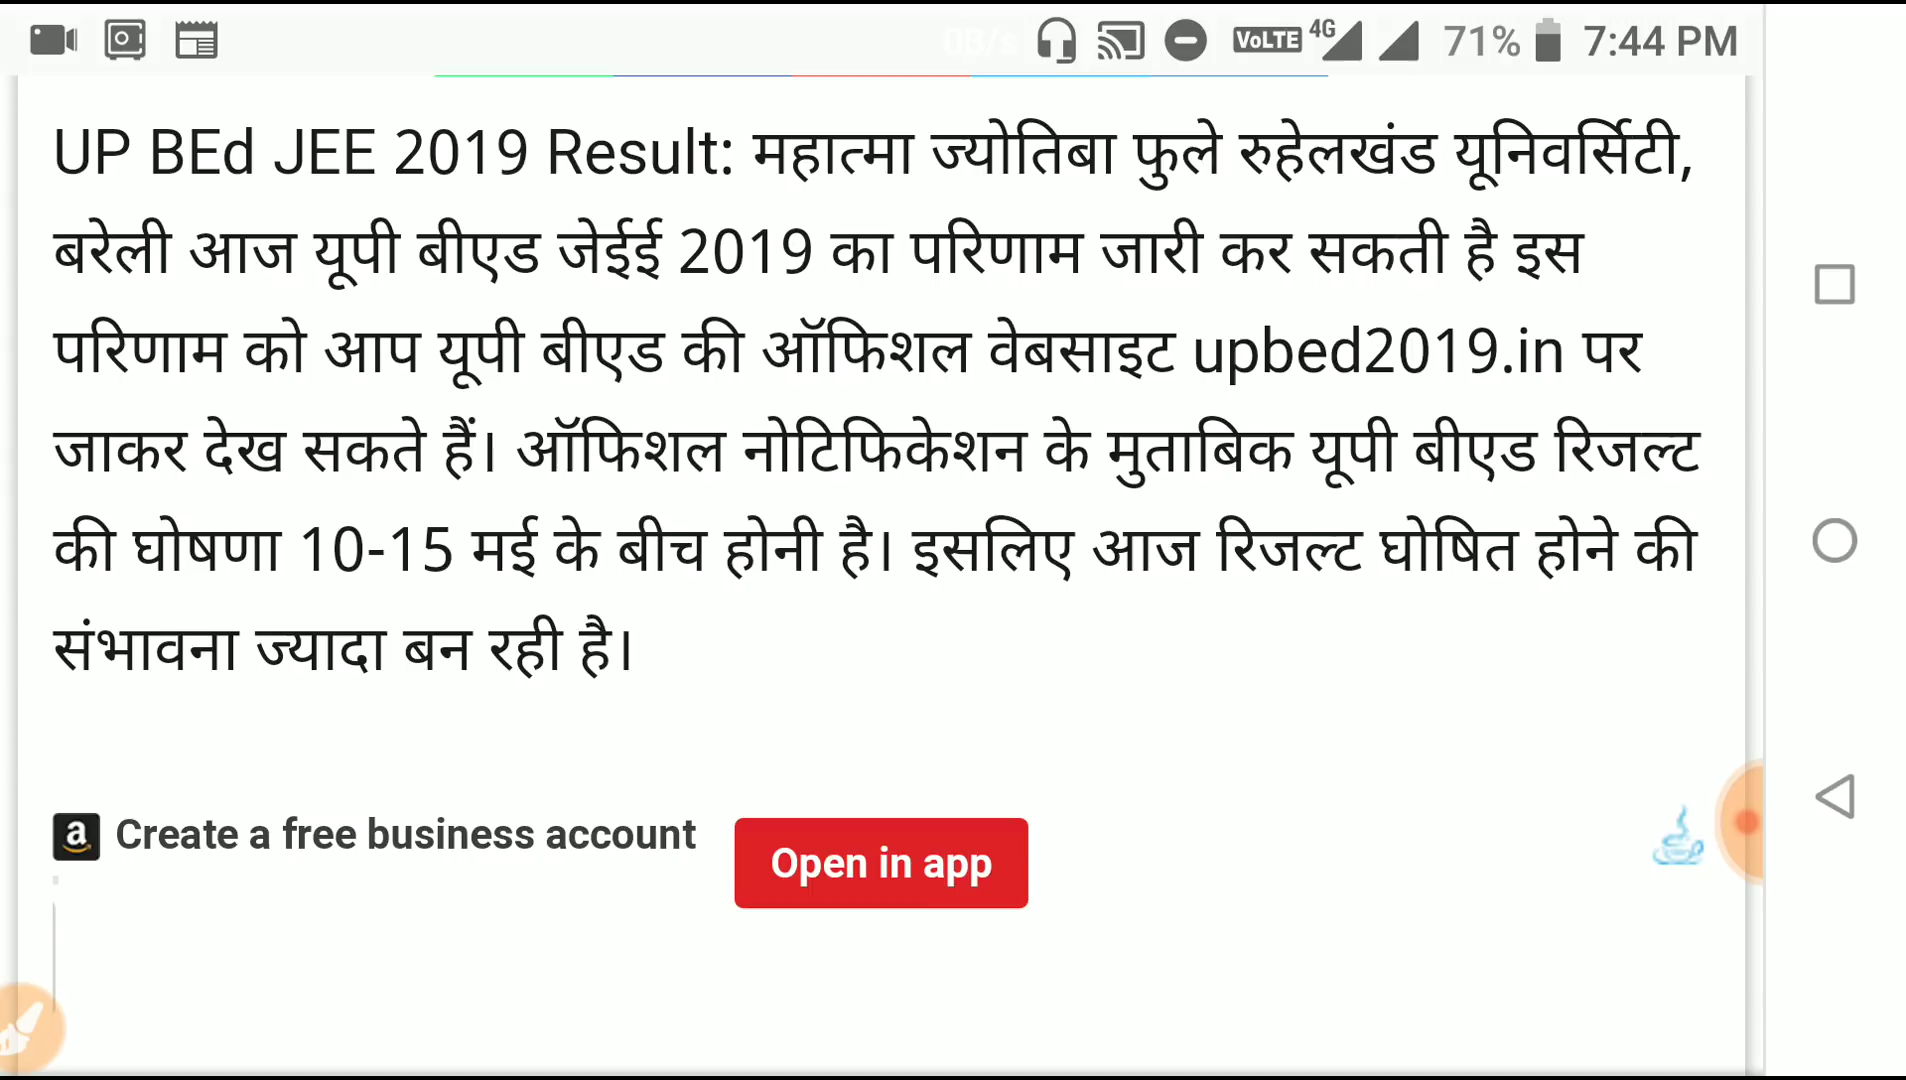 VoLTE 4G 71% 7:44 PM
UP BEd JEE 2019 Result: महात्मा ज्योतिबा फुले रुहेलखंड यूनिवर्सिटी,
बरेली आज यूपी बीएड जेईई 2019 का परिणाम जारी कर सकती है इस
परिणाम को आप यूपी बीएड की ऑफिशल वेबसाइट upbed2019.in पर
जाकर देख सकते हैं। ऑफिशल नोटिफिकेशन के मुताबिक यूपी बीएड रिजल्ट
की घोषणा 10-15 मई के बीच होनी है। इसलिए आज रिजल्ट घोषित होने की
संभावना ज्यादा बन रही है।
a Create a free business account
Open in app